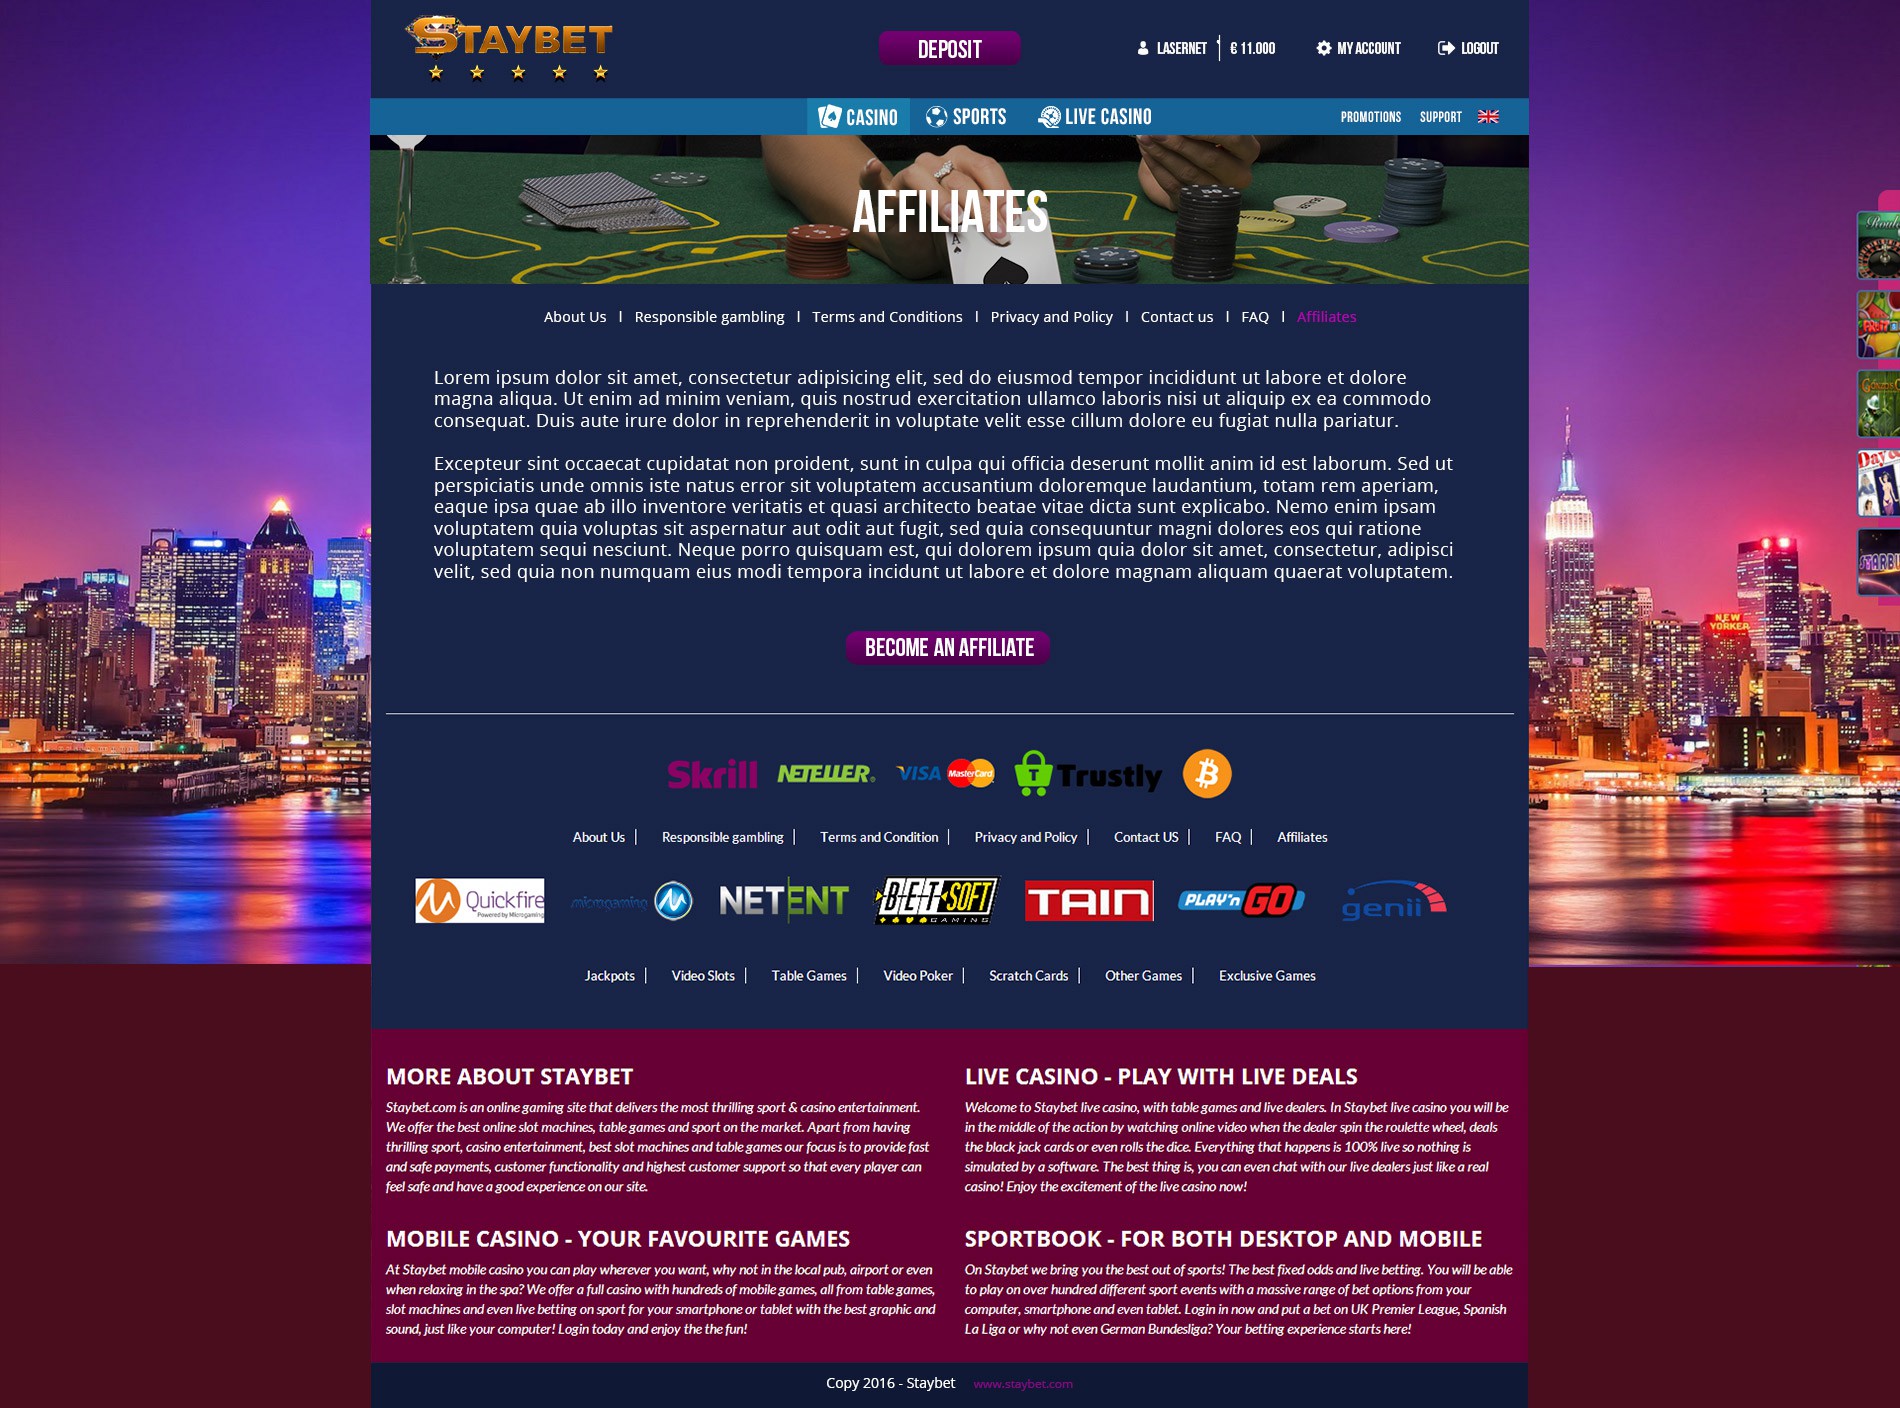 STAYBET
DEPOSIT
LASERNET
€ 11.000
MY ACCOUNT
LOGOUT
CASINO
SPORTS
LIVE CASINO
PROMOTIONS
SUPPORT
AFFILIATES
About Us | Responsible gambling | Terms and Conditions | Privacy and Policy | Contact us | FAQ | Affiliates
Lorem ipsum dolor sit amet, consectetur adipisicing elit, sed do eiusmod tempor incididunt ut labore et dolore
magna aliqua. Ut enim ad minim veniam, quis nostrud exercitation ullamco laboris nisi ut aliquip ex ea commodo
consequat. Duis aute irure dolor in reprehenderit in voluptate velit esse cillum dolore eu fugiat nulla pariatur.
Excepteur sint occaecat cupidatat non proident, sunt in culpa qui officia deserunt mollit anim id est laborum. Sed ut
perspiciatis unde omnis iste natus error sit voluptatem accusantium doloremque laudantium, totam rem aperiam,
eaque ipsa quae ab illo inventore veritatis et quasi architecto beatae vitae dicta sunt explicabo. Nemo enim ipsam
voluptatem quia voluptas sit aspernatur aut odit aut fugit, sed quia consequuntur magni dolores eos qui ratione
voluptatem sequi nesciunt. Neque porro quisquam est, qui dolorem ipsum quia dolor sit amet, consectetur, adipisci
velit, sed quia non numquam eius modi tempora incidunt ut labore et dolore magnam aliquam quaerat voluptatem.
NEW YORKER
BECOME AN AFFILIATE
Skrill NETELLER VISA MasterCard Trustly
About Us | Responsible gambling | Terms and Condition | Privacy and Policy | Contact US | FAQ | Affiliates
Quickfire
Powered by Microgaming
microgaming
NETENT
BETSOFT
GAMING
TAIN
PLAY'n GO
genii
Jackpots | Video Slots | Table Games | Video Poker | Scratch Cards | Other Games | Exclusive Games
MORE ABOUT STAYBET
Staybet.com is an online gaming site that delivers the most thrilling sport & casino entertainment.
We offer the best online slot machines, table games and sport on the market. Apart from having
thrilling sport, casino entertainment, best slot machines and table games our focus is to provide fast
and safe payments, customer functionality and highest customer support so that every player can
feel safe and have a good experience on our site.
LIVE CASINO - PLAY WITH LIVE DEALS
Welcome to Staybet live casino, with table games and live dealers. In Staybet live casino you will be
in the middle of the action by watching online video when the dealer spin the roulette wheel, deals
the black jack cards or even rolls the dice. Everything that happens is 100% live so nothing is
simulated by a software. The best thing is, you can even chat with our live dealers just like a real
casino! Enjoy the excitement of the live casino now!
MOBILE CASINO - YOUR FAVOURITE GAMES
At Staybet mobile casino you can play wherever you want, why not in the local pub, airport or even
when relaxing in the spa? We offer a full casino with hundreds of mobile games, all from table games,
slot machines and even live betting on sport for your smartphone or tablet with the best graphic and
sound, just like your computer! Login today and enjoy the the fun!
SPORTBOOK - FOR BOTH DESKTOP AND MOBILE
On Staybet we bring you the best out of sports! The best fixed odds and live betting. You will be able
to play on over hundred different sport events with a massive range of bet options from your
computer, smartphone and even tablet. Login in now and put a bet on UK Premier League, Spanish
La Liga or why not even German Bundesliga? Your betting experience starts here!
Copy 2016 - Staybet www.staybet.com